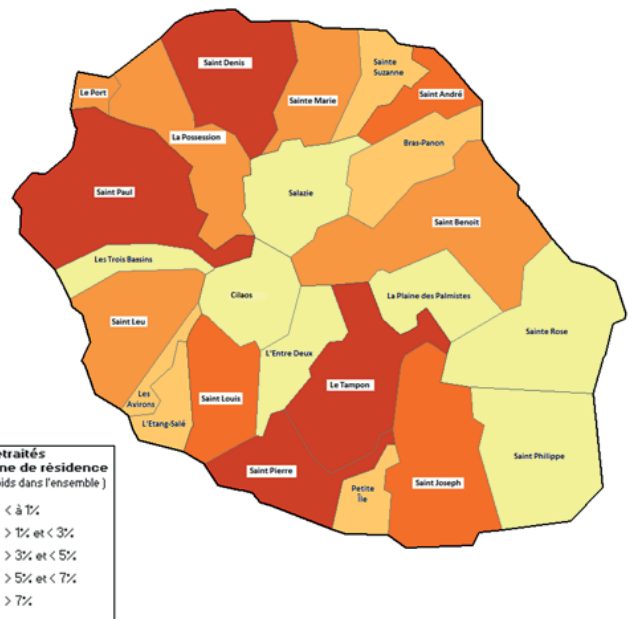 Saint Denis
Sainte
Suzanne
Le Port
Sainte Marie
Saint André
La Possession
Bras-Panon
Saint Paul
Salazie
Saint Benoit
Les Trois Bassins
Cilaos
La Plaine des Palmistes
Saint Leu
Sainte Rose
L'Entre Deux
Le Tampon
Les
Avirons
Saint Louis
L'Etang-Salé
Saint Pierre
Saint Philippe
Petite
Île
Saint Joseph
etraités
ne de résidence
oids dans l'ensemble )
< à 1%
> 1% et < 3%
> 3% et < 5%
> 5% et < 7%
> 7%